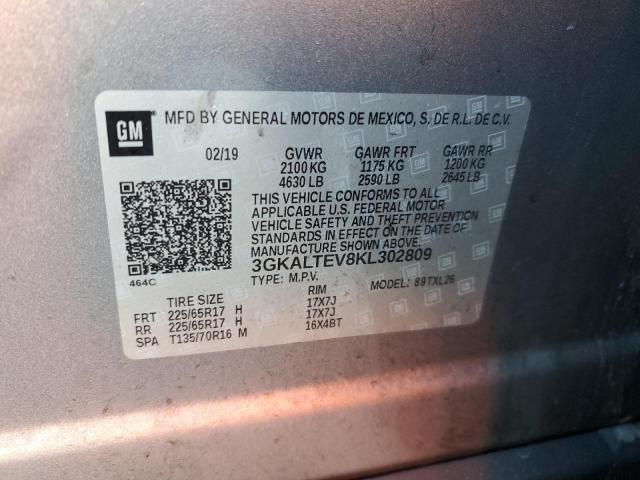 GM
MFD BY GENERAL MOTORS DE MEXICO, S. DE R.L. DE C.V.
02/19 GVWR GAWR FRT GAWR RR
2100 KG 1175 KG 1200 KG
4630 LB 2590 LB 2645 LB
THIS VEHICLE CONFORMS TO ALL
APPLICABLE U.S. FEDERAL MOTOR
VEHICLE SAFETY AND THEFT PREVENTION
STANDARDS IN EFFECT ON THE DATE OF
MANUFACTURE SHOWN ABOVE.
3GKALTEV8KL302809
464C TYPE: M.P.V. MODEL: 89TXL26
TIRE SIZE RIM
FRT 225/65R17 H 17X7J
RR 225/65R17 H 17X7J
SPA T135/70R16 M 16X4BT